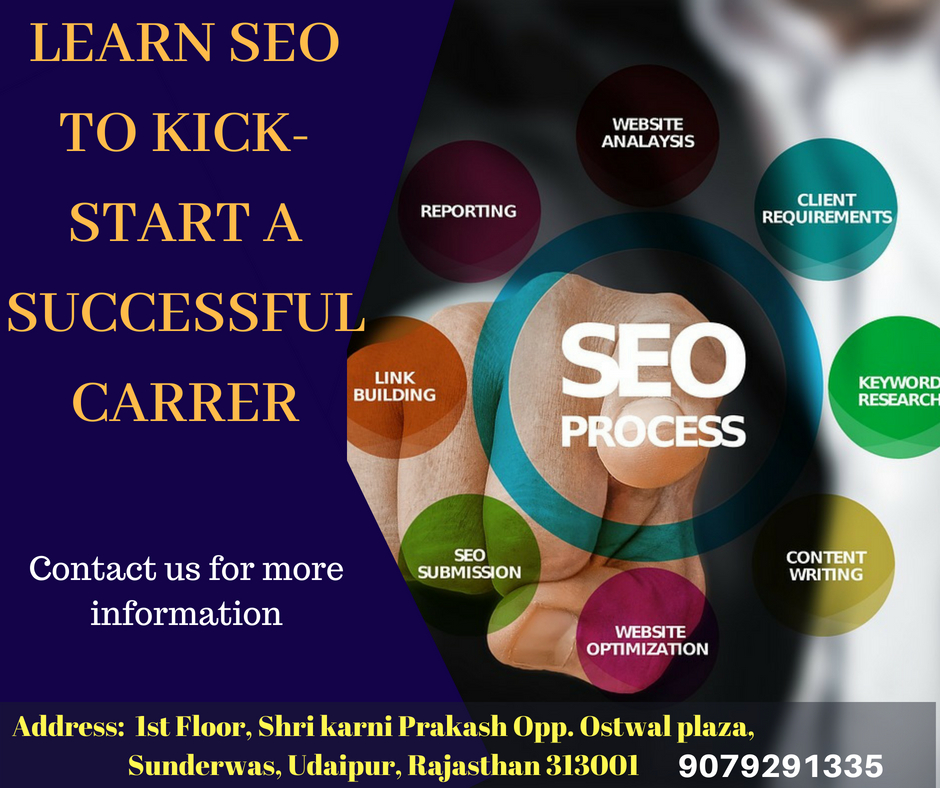 LEARN SEO
TO KICK-
START A
SUCCESSFUL
CARRER
Contact us for more
information
WEBSITE
ANALAYSIS
CLIENT
REQUIREMENTS
KEYWORD
RESEARCH
CONTENT
WRITING
WEBSITE
OPTIMIZATION
SEO
SUBMISSION
LINK
BUILDING
REPORTING
SEO
PROCESS
Address: 1st Floor, Shri karni Prakash Opp. Ostwal plaza,
Sunderwas, Udaipur, Rajasthan 313001
9079291335